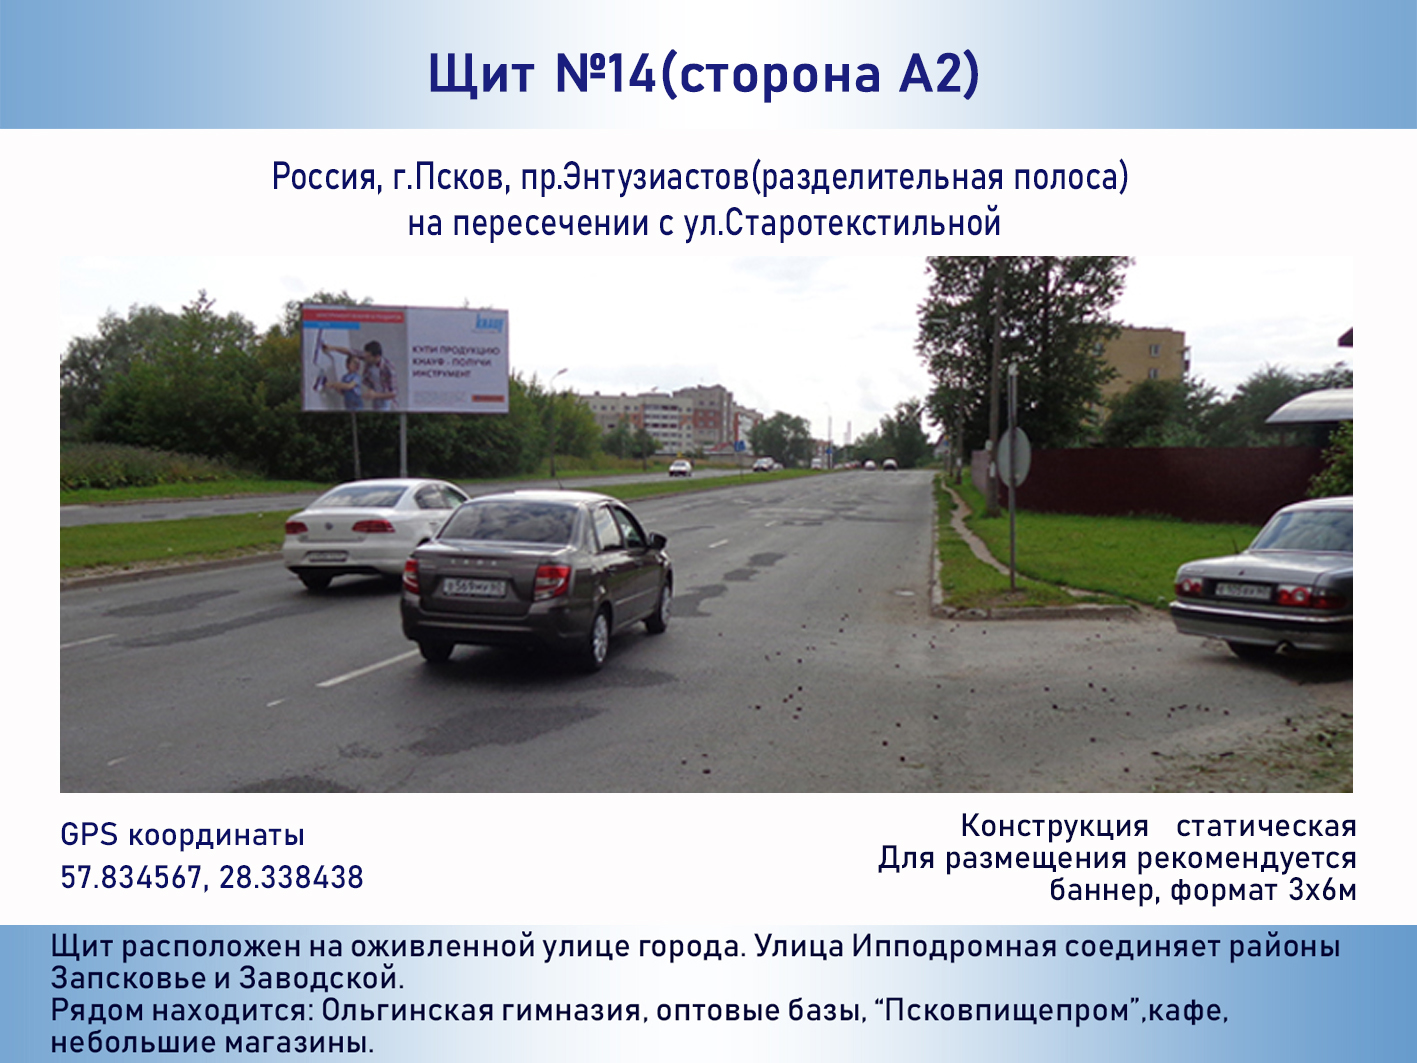 Щит №14(сторона А2)
Россия, г.Псков, пр.Энтузиастов(разделительная полоса)
на пересечении с ул.Старотекстильной
КНАУФ
КУПИ ПРОДУКЦИЮ
КНАУФ - ПОЛУЧИ
ИНСТРУМЕНТ
GPS координаты
57.834567, 28.338438
Конструкция статическая
Для размещения рекомендуется
баннер, формат 3х6м
Щит расположен на оживленной улице города. Улица Ипподромная соединяет районы
Запсковье и Заводской.
Рядом находится: Ольгинская гимназия, оптовые базы, “Псковпищепром”,кафе,
небольшие магазины.